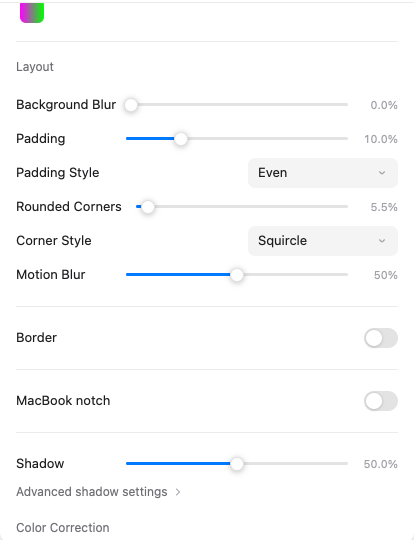 Layout
Background Blur 0.0%
Padding 10.0%
Padding Style Even
Rounded Corners 5.5%
Corner Style Squircle
Motion Blur 50%
Border
MacBook notch
Shadow 50.0%
Advanced shadow settings
Color Correction